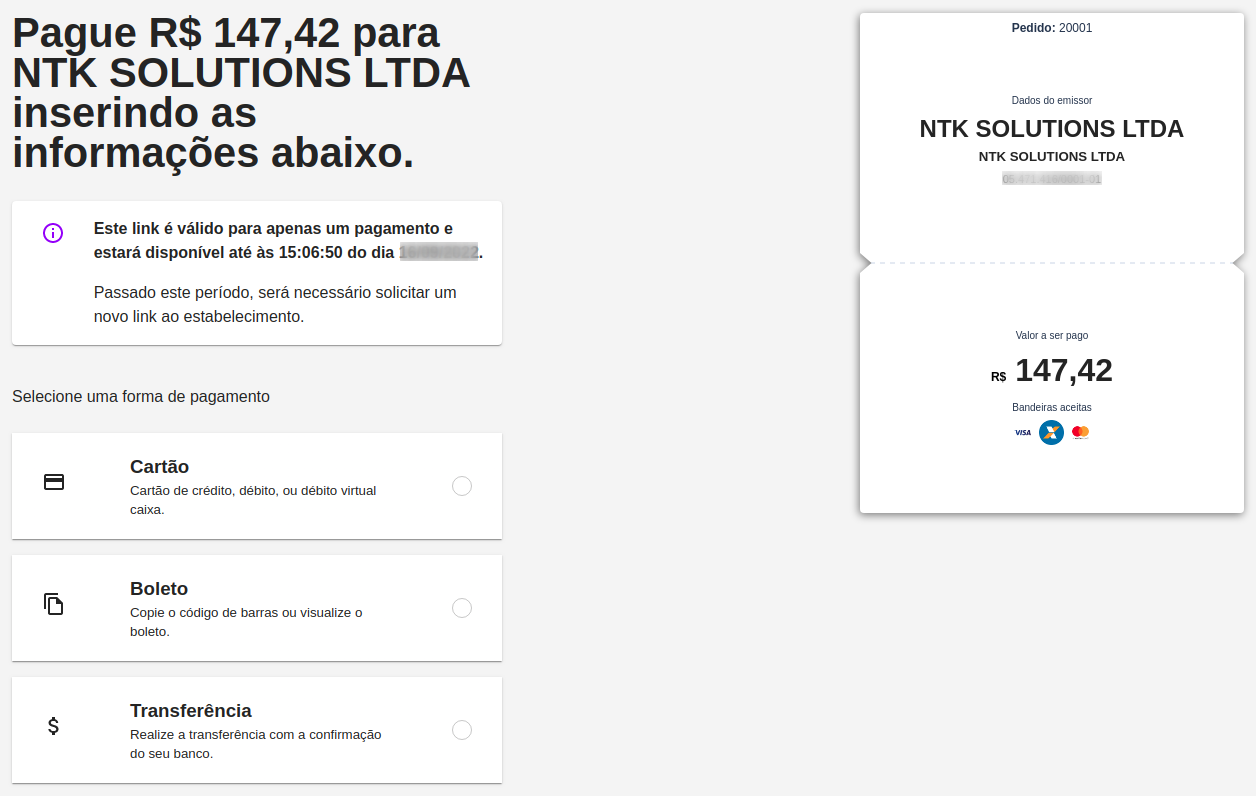 Pague R$ 147,42 para
NTK SOLUTIONS LTDA
inserindo as
informações abaixo.
Este link é válido para apenas um pagamento e
estará disponível até às 15:06:50 do dia .
Passado este período, será necessário solicitar um
novo link ao estabelecimento.
Selecione uma forma de pagamento
Cartão
Cartão de crédito, débito, ou débito virtual
caixa.
Boleto
Copie o código de barras ou visualize o
boleto.
Transferência
Realize a transferência com a confirmação
do seu banco.
Pedido: 20001
Dados do emissor
NTK SOLUTIONS LTDA
NTK SOLUTIONS LTDA
Valor a ser pago
R$ 147,42
Bandeiras aceitas
VISA